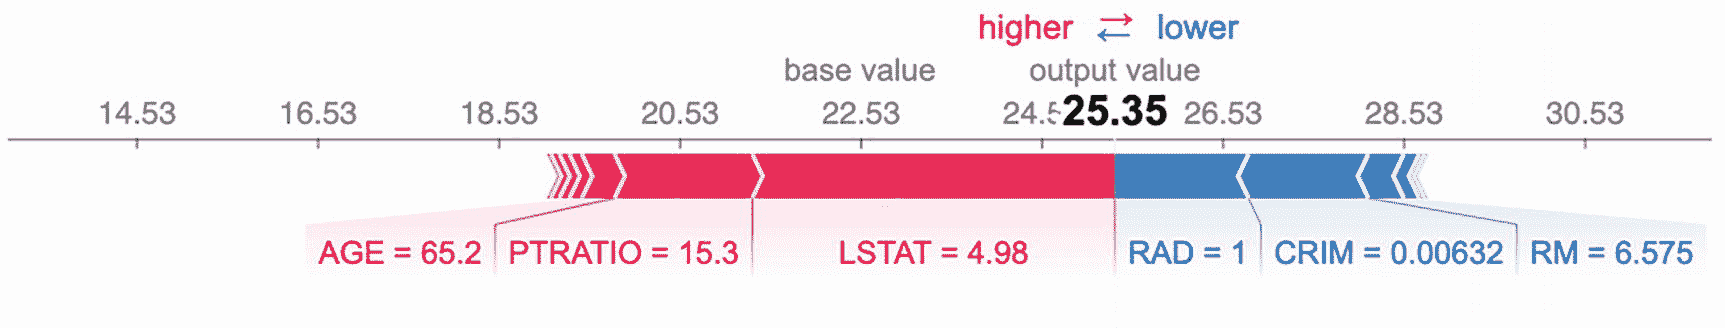 higher ⇄ lower
base value output value
14.53 16.53 18.53 20.53 22.53 24.5 25.35 26.53 28.53 30.53
AGE = 65.2 PTRATIO = 15.3 LSTAT = 4.98 RAD = 1 CRIM = 0.00632 RM = 6.575